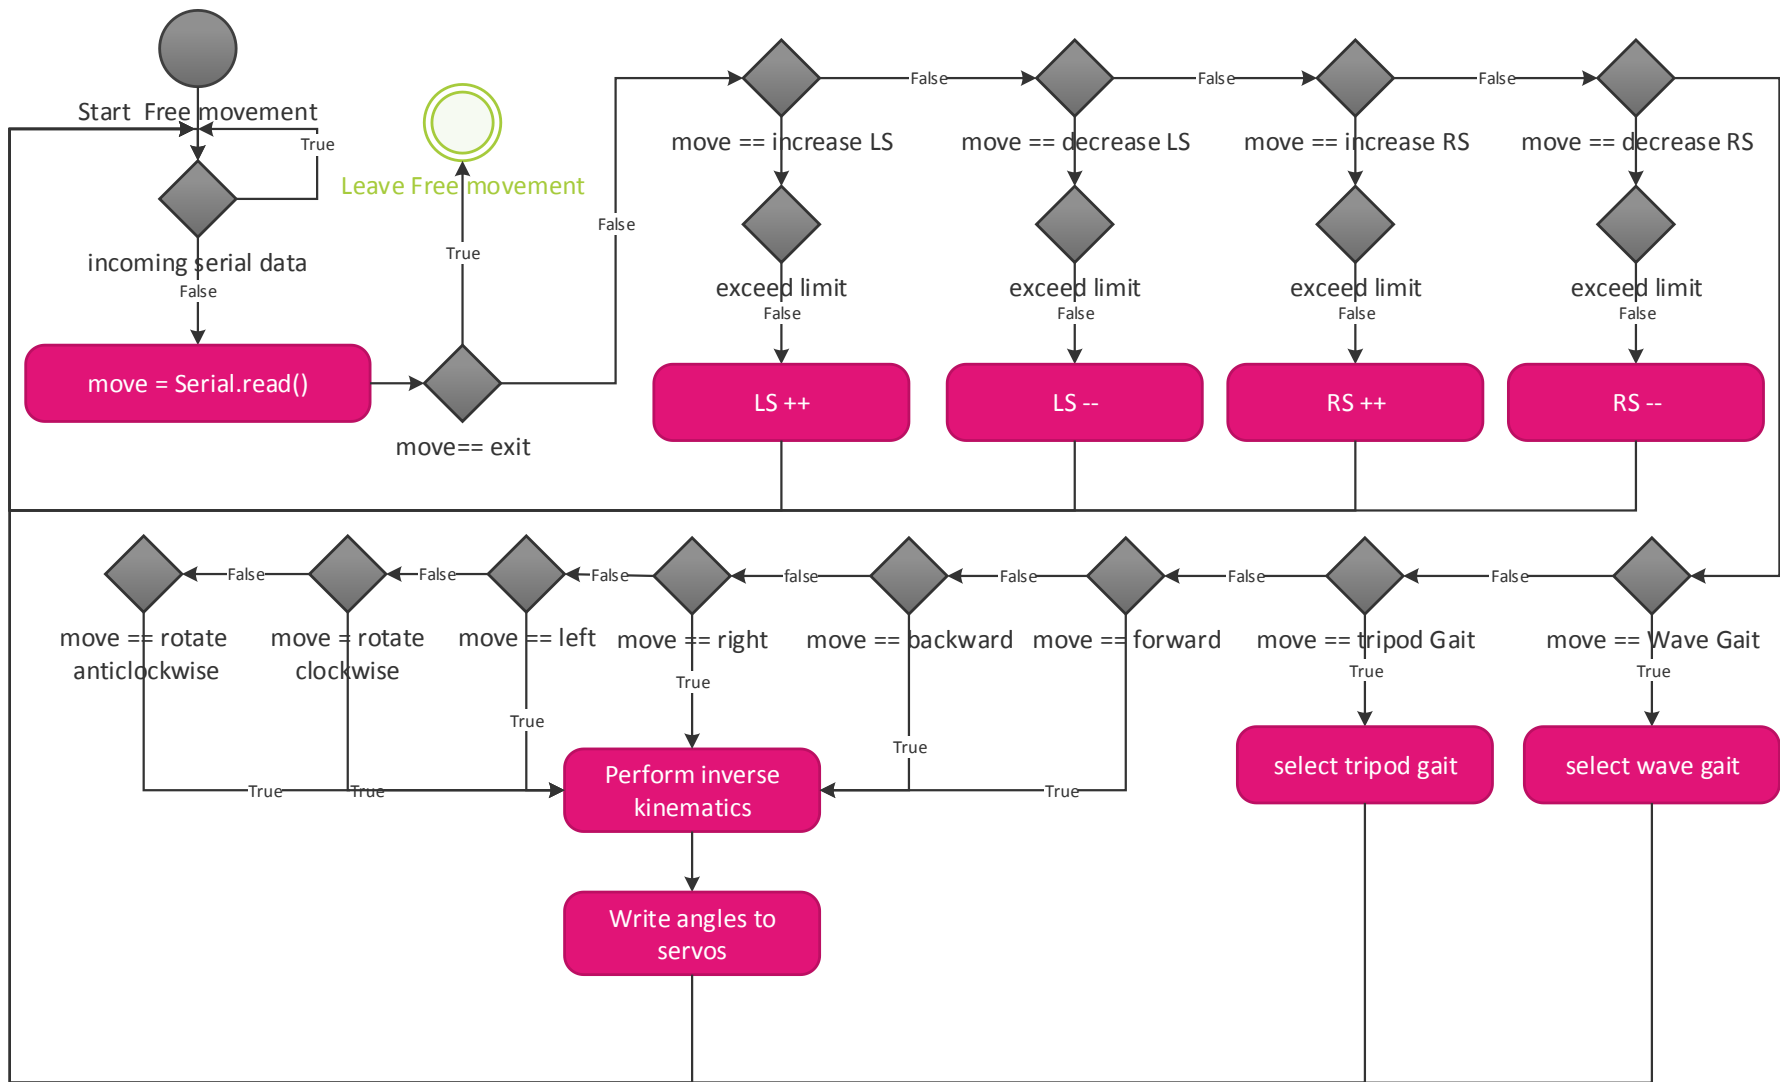 Start  Free movement
True
incoming serial data
False
move = Serial.read()
move== exit
True
Leave Free movement
False
move == increase LS
False
move == decrease LS
False
move == increase RS
False
move == decrease RS
exceed limit
exceed limit
exceed limit
exceed limit
False
False
False
False
LS ++
LS --
RS ++
RS --
False
False
False
false
False
False
False
move == rotate
anticlockwise
move = rotate
clockwise
move == left
move == right
move == backward
move == forward
move == tripod Gait
move == Wave Gait
True
True
True
True
True
True
True
True
select tripod gait
select wave gait
Perform inverse
kinematics
Write angles to
servos